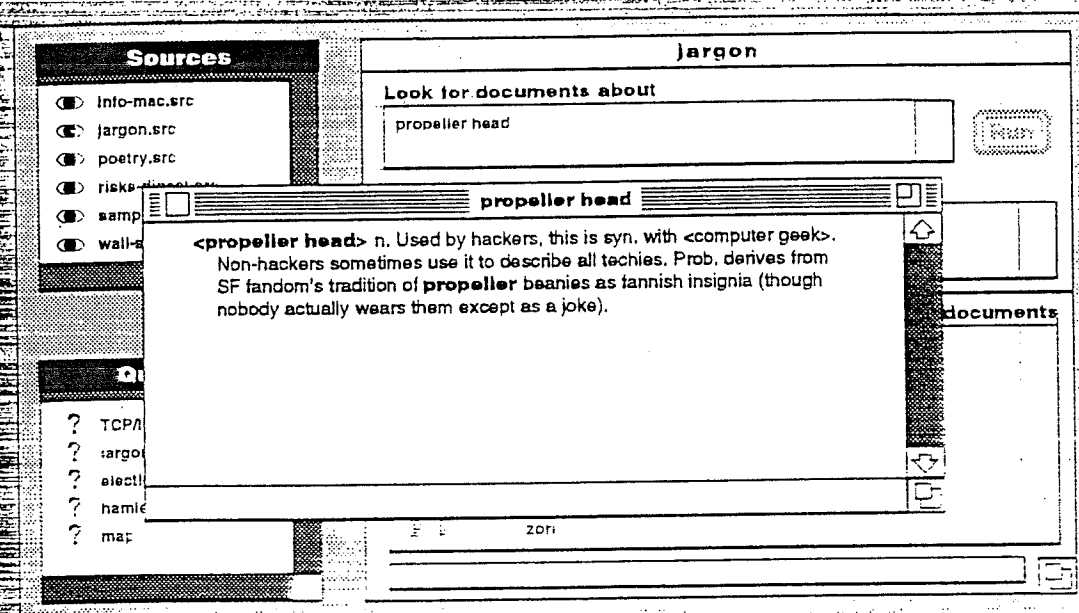 Sources
info-mac.src
jargon.src
poetry.src
samp
wall-s
TCP/I
hamle
map
jargon
Look for documents about
propeller head
Run
documents
zori
propeller head
<propeller head> n. Used by hackers, this is syn. with <computer geek>.
Non-hackers sometimes use it to describe all techies. Prob. derives from
SF fandom's tradition of propeller beanies as fannish insignia (though
nobody actually wears them except as a joke).